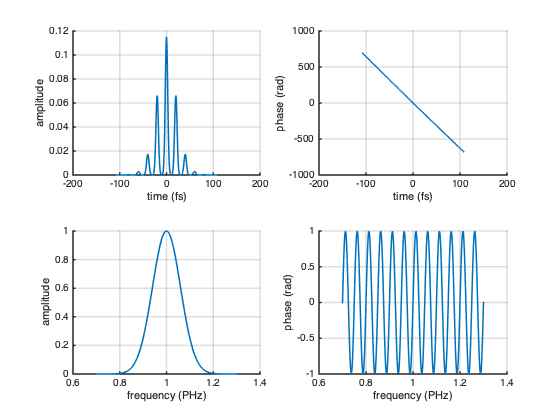 0.12
0.1
0.08
0.06
0.04
0.02
0
-200 -100 0 100 200
time (fs)
amplitude
1000
500
0
-500
-1000
-200 -100 0 100 200
time (fs)
phase (rad)
1
0.8
0.6
0.4
0.2
0
0.6 0.8 1 1.2 1.4
frequency (PHz)
amplitude
1
0.5
0
-0.5
-1
0.6 0.8 1 1.2 1.4
frequency (PHz)
phase (rad)